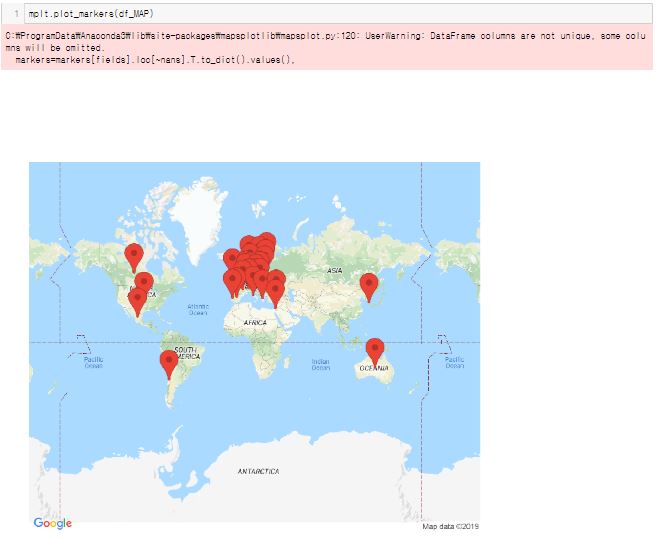 1 mplt.plot_markers(df_MAP)
C:₩ProgramData₩Anaconda3₩lib₩site-packages₩mapsplotlib₩mapsplot.py:120: UserWarning: DataFrame columns are not unique, some colu
mns will be omitted.
markers=markers[fields].loc[~nans].T.to_dict().values(),
ASIA
Atlantic
Ocean
AFRICA
SOUTH
AMERICA
Pacific
Ocean
Indian
Ocean
OCEANIA
Pacific
Ocean
ANTARCTICA
Google
Map data ©2019